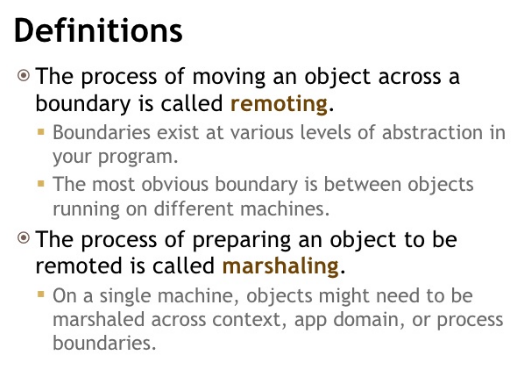 Definitions
The process of moving an object across a
boundary is called remoting.
Boundaries exist at various levels of abstraction in
your program.
The most obvious boundary is between objects
running on different machines.
The process of preparing an object to be
remoted is called marshaling.
On a single machine, objects might need to be
marshaled across context, app domain, or process
boundaries.